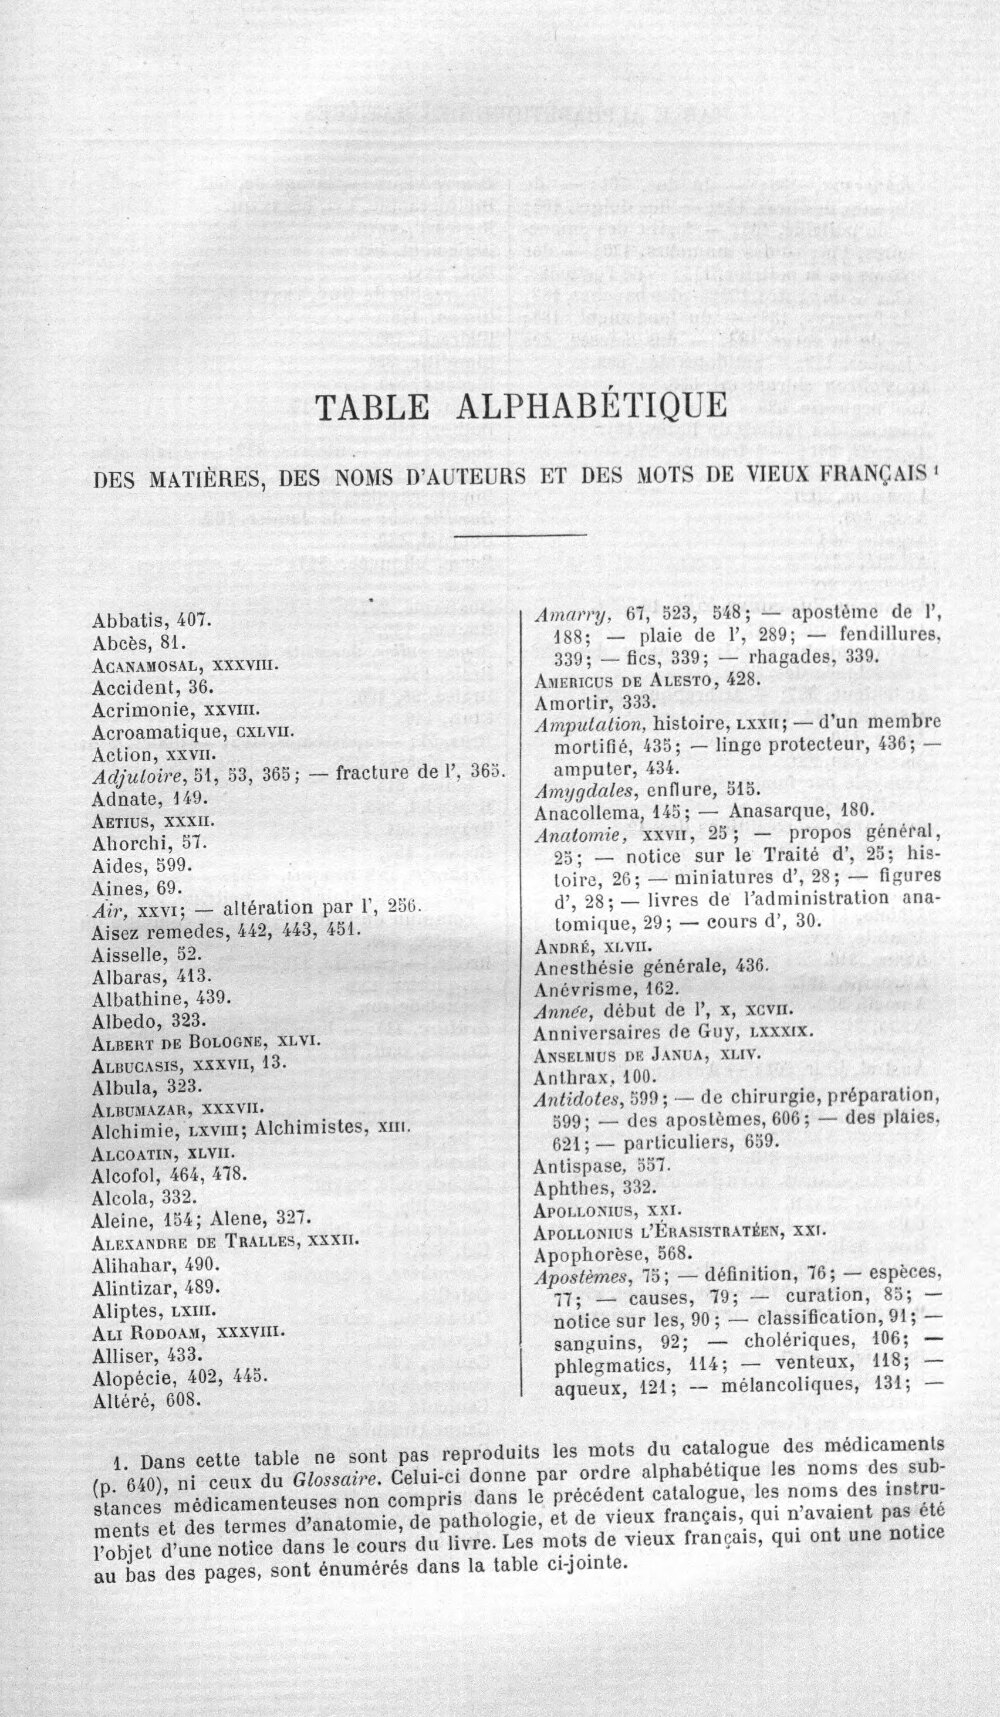 TABLE ALPHABÉTIQUE
DES MATIÈRES, DES NOMS D'AUTEURS ET DES MOTS DE VIEUX FRANÇAIS¹
Abbatis, 407.
Abcès, 81.
ACANAMOSAL, XXXVIII.
Accident, 36.
Acrimonie, XXVIII.
Acroamatique, CXLVII.
Action, XXVII.
Adjutoire, 51, 53, 365; — fracture de l', 365.
Adnate, 149.
AETIUS, XXXII.
Ahorchi, 57.
Aides, 599.
Aines, 69.
Air, XXVI; — altération par l', 256.
Aisez remedes, 442, 443, 451.
Aisselle, 52.
Albaras, 413.
Albathine, 439.
Albedo, 323.
ALBERT DE BOLOGNE, XLVI.
ALBUCASIS, XXXVII, 13.
Albula, 323.
ALBUMAZAR, XXXVII.
Alchimie, LXVIII; Alchimistes, XIII.
ALCOATIN, XLVII.
Alcofol, 464, 478.
Alcola, 332.
Aleine, 154; Alene, 327.
ALEXANDRE DE TRALLES, XXXII.
Alihahar, 490.
Alintizar, 489.
Aliptes, LXIII.
ALI RODOAM, XXXVIII.
Alliser, 433.
Alopécie, 402, 445.
Altéré, 608.
Amarry, 67, 523, 548; — apostème de l',
188; — plaie de l', 289; — fendillures,
339; — fics, 339; — rhagades, 339.
AMERICUS DE ALESTO, 428.
Amortir, 333.
Amputation, histoire, LXXII; — d'un membre
mortifié, 435; — linge protecteur, 436; —
amputer, 434.
Amygdales, enflure, 515.
Anacollema, 145; — Anasarque, 180.
Anatomie, XXVII, 25; — propos général,
25; — notice sur le Traité d', 25; his-
toire, 26; — miniatures d', 28; — figures
d', 28; — livres de l'administration ana-
tomique, 29; — cours d', 30.
ANDRÉ, XLVII.
Anesthésie générale, 436.
Anévrisme, 162.
Année, début de l', X, XCVII.
Anniversaires de Guy, LXXXIX.
ANSELMUS DE JANUA, XLIV.
Anthrax, 100.
Antidotes, 599; — de chirurgie, préparation,
599; — des apostèmes, 606; — des plaies,
621; — particuliers, 659.
Antispase, 557.
Aphthes, 332.
APOLLONIUS, XXI.
APOLLONIUS L'ÉRASISTRATÉEN, XXI.
Apophorèse, 568.
Apostèmes, 75; — définition, 76; — espèces,
77; — causes, 79; — curation, 85; —
notice sur les, 90; — classification, 91; —
sanguins, 92; — cholériques, 106; —
phlegmatics, 114; — venteux, 118; —
aqueux, 121; — mélancoliques, 131; —
1. Dans cette table ne sont pas reproduits les mots du catalogue des médicaments
(p. 640), ni ceux du Glossaire. Celui-ci donne par ordre alphabétique les noms des sub-
stances médicamenteuses non compris dans le précédent catalogue, les noms des instru-
ments et des termes d'anatomie, de pathologie, et de vieux français, qui n'avaient pas été
l'objet d'une notice dans le cours du livre. Les mots de vieux français, qui ont une notice
au bas des pages, sont énumérés dans la table ci-jointe.